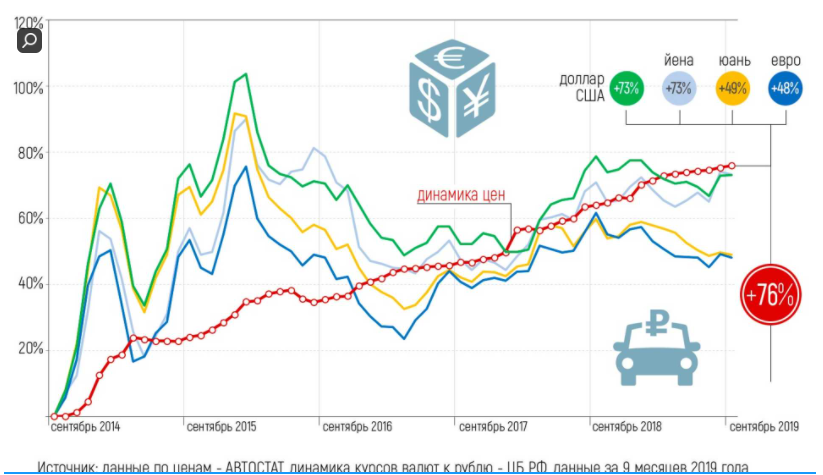 120%
100%
80%
60%
40%
20%
€
$
¥
йена
юань
евро
доллар
США
+73%
+73%
+49%
+48%
динамика цен
+76%
₽
сентябрь 2014
сентябрь 2015
сентябрь 2016
сентябрь 2017
сентябрь 2018
сентябрь 2019
Источник: данные по ценам - АВТОСТАТ, динамика курсов валют к рублю - ЦБ РФ, данные за 9 месяцев 2019 года